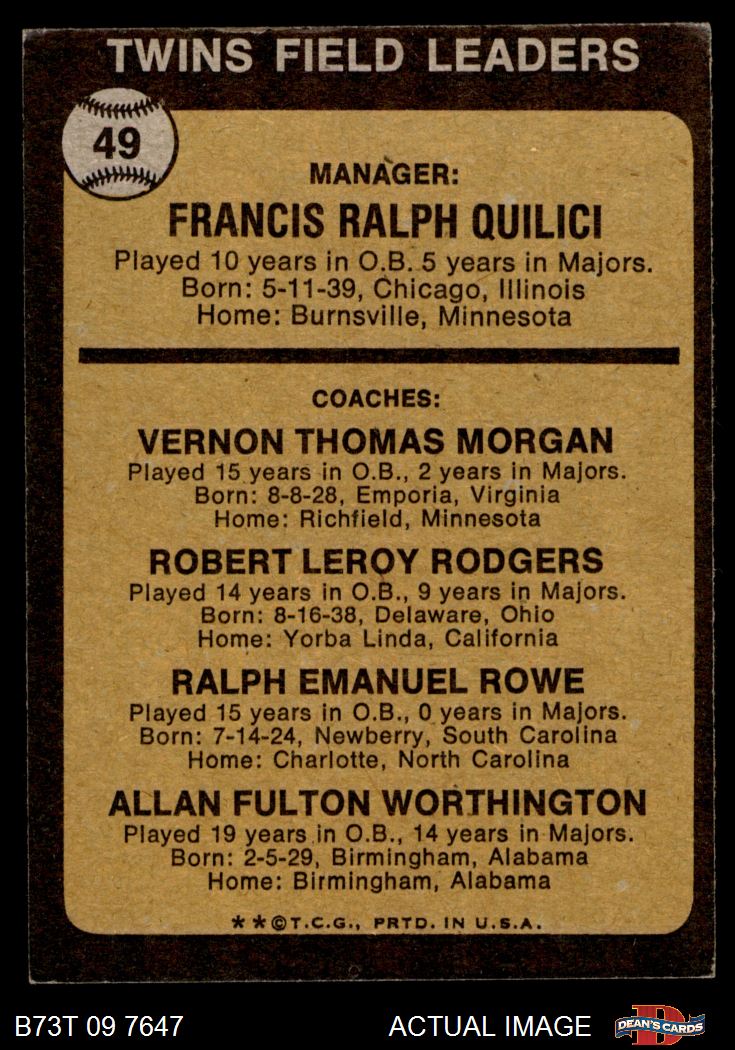 TWINS FIELD LEADERS
49
MANAGER:
FRANCIS RALPH QUILICI
Played 10 years in O.B. 5 years in Majors.
Born: 5-11-39, Chicago, Illinois
Home: Burnsville, Minnesota
COACHES:
VERNON THOMAS MORGAN
Played 15 years in O.B., 2 years in Majors.
Born: 8-8-28, Emporia, Virginia
Home: Richfield, Minnesota
ROBERT LEROY RODGERS
Played 14 years in O.B., 9 years in Majors.
Born: 8-16-38, Delaware, Ohio
Home: Yorba Linda, California
RALPH EMANUEL ROWE
Played 15 years in O.B., 0 years in Majors.
Born: 7-14-24, Newberry, South Carolina
Home: Charlotte, North Carolina
ALLAN FULTON WORTHINGTON
Played 19 years in O.B., 14 years in Majors.
Born: 2-5-29, Birmingham, Alabama
Home: Birmingham, Alabama
**©T.C.G., PRTD. IN U.S.A.
B73T 09 7647 ACTUAL IMAGE D DEAN'S CARDS